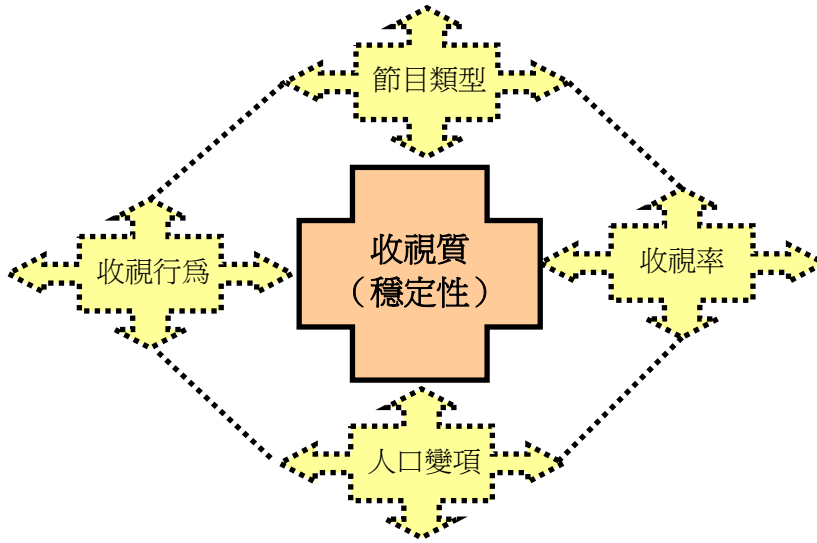 節目類型
收視行為
收視質
（穩定性）
收視率
人口變項